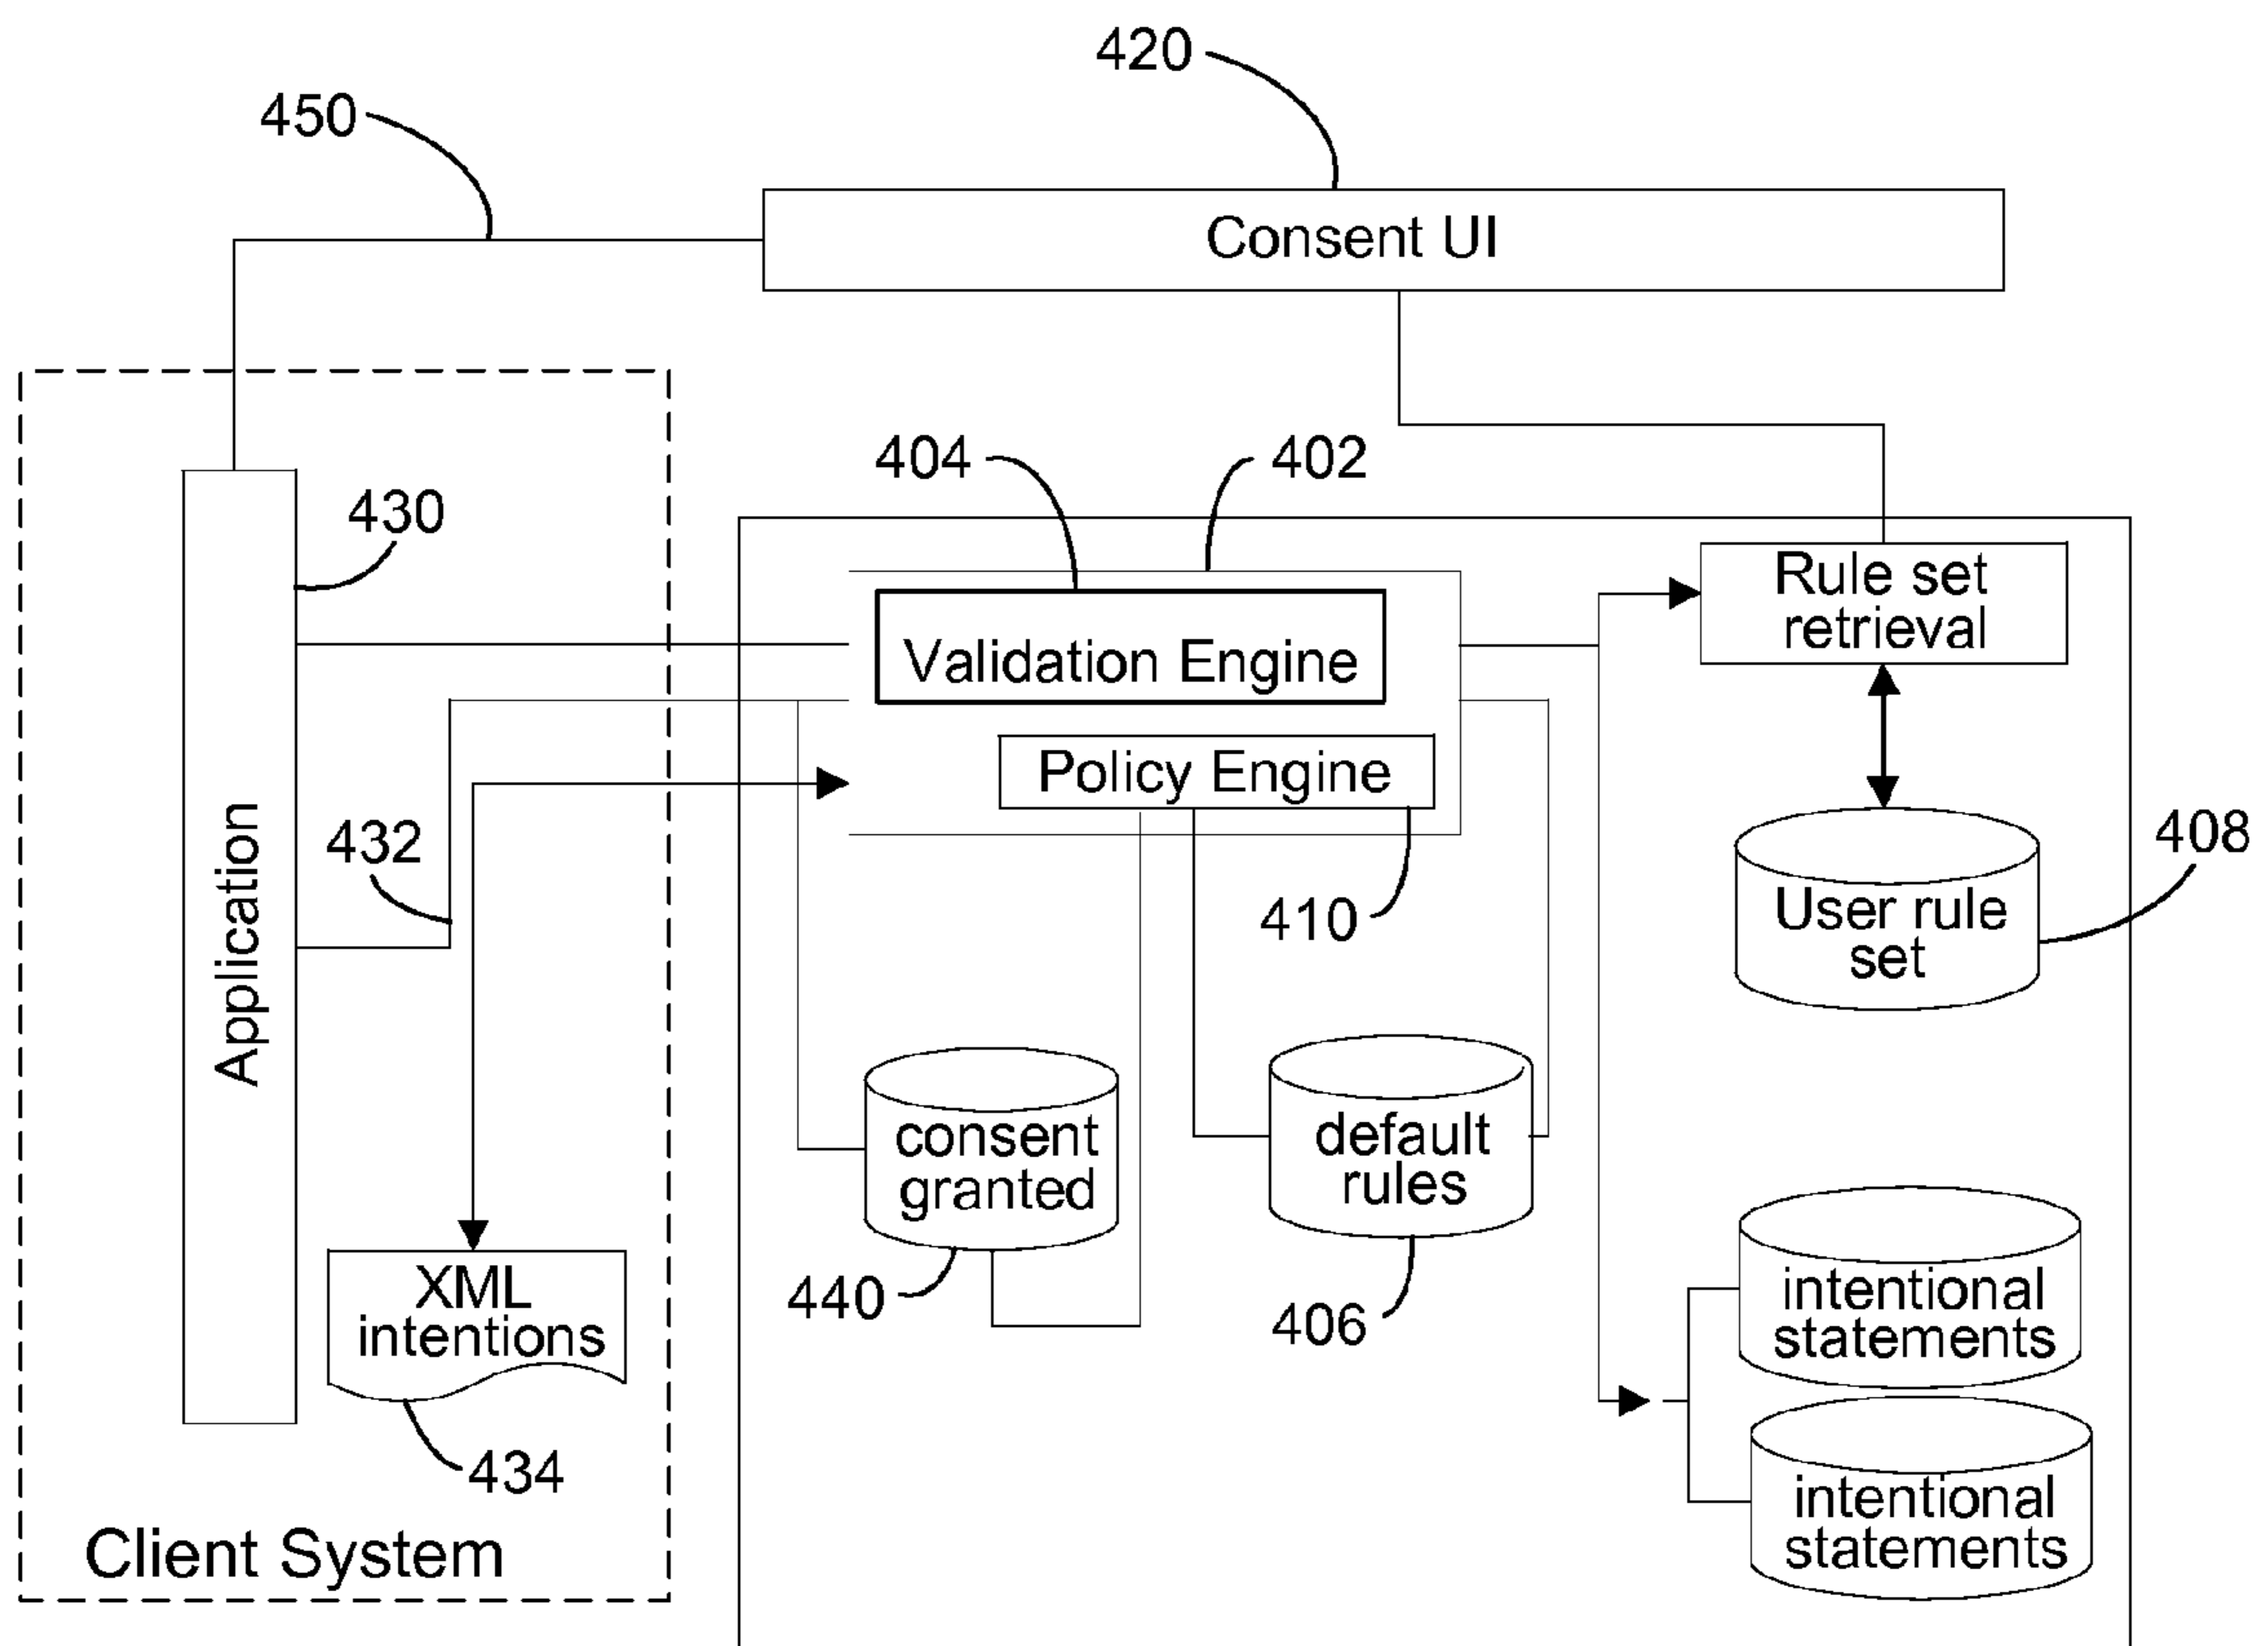 420
450
Consent UI
404
402
430
Rule set
retrieval
Validation Engine
Policy Engine
432
408
410
User rule
set
Application
consent
granted
default
rules
440
406
XML
intentions
intentional
statements
434
intentional
statements
Client System